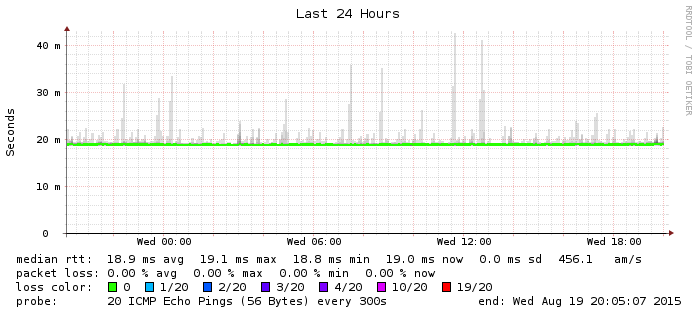 Last 24 Hours
RRDTOOL / TOBI OETIKER
Seconds
40 m
30 m
20 m
10 m
0
Wed 00:00 Wed 06:00 Wed 12:00 Wed 18:00
median rtt: 18.9 ms avg 19.1 ms max 18.8 ms min 19.0 ms now 0.0 ms sd 456.1 am/s
packet loss: 0.00 % avg 0.00 % max 0.00 % min 0.00 % now
loss color: 0 1/20 2/20 3/20 4/20 10/20 19/20
probe: 20 ICMP Echo Pings (56 Bytes) every 300s end: Wed Aug 19 20:05:07 2015